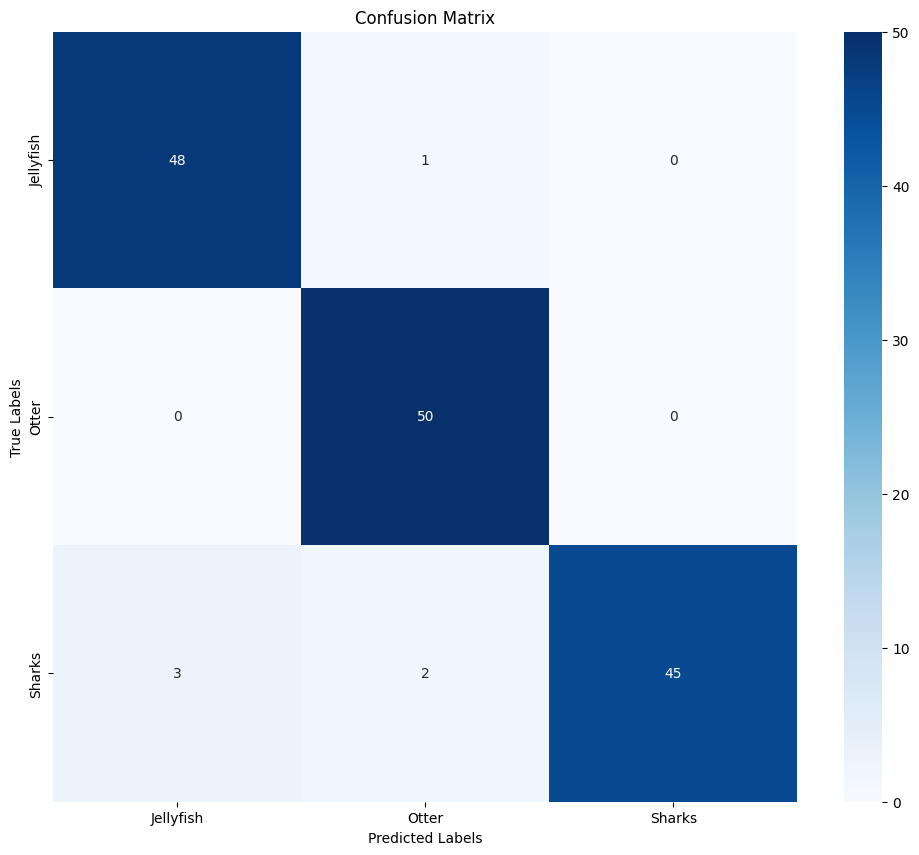 Confusion Matrix
True Labels
Jellyfish
48 1 0
Otter
0 50 0
Sharks
3 2 45
Jellyfish Otter Sharks
Predicted Labels
50
40
30
20
10
0